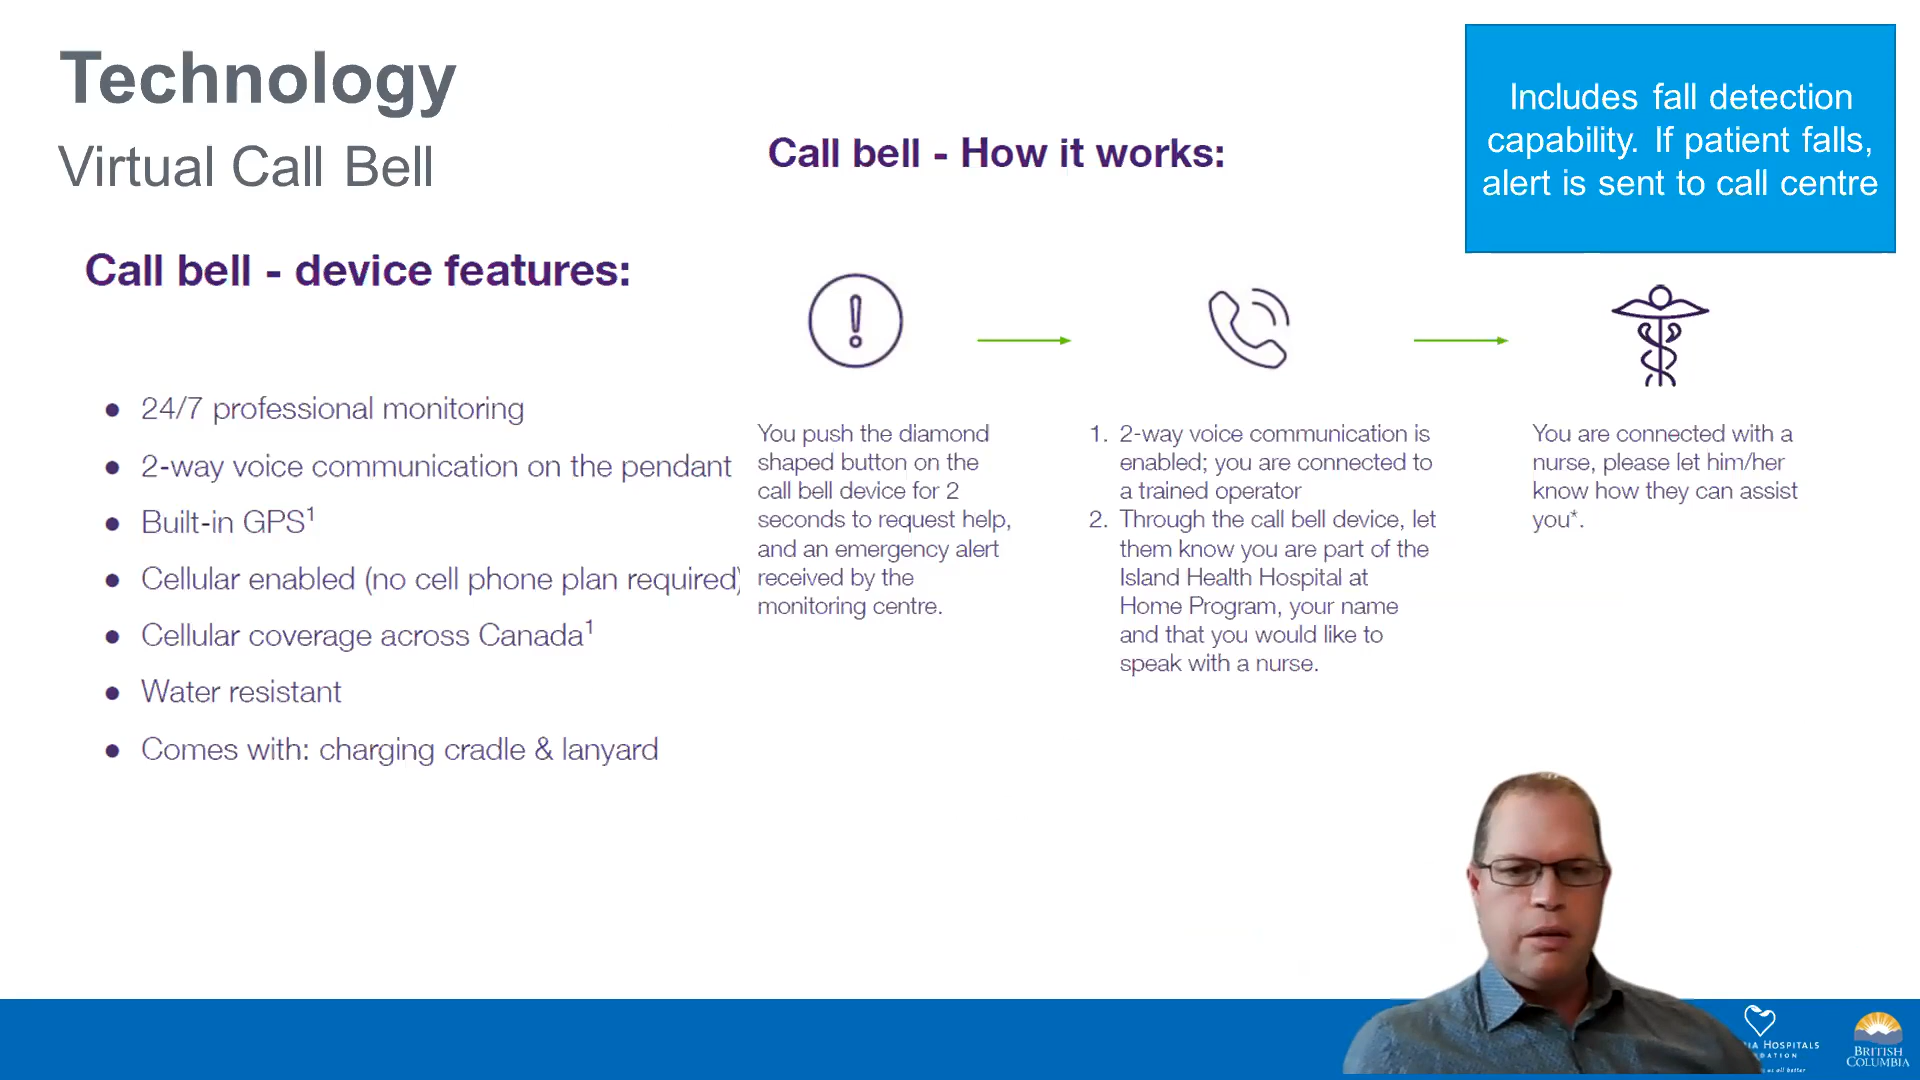 Technology
Virtual Call Bell
Call bell - device features:
● 24/7 professional monitoring
● 2-way voice communication on the pendant
● Built-in GPS1
● Cellular enabled (no cell phone plan required)
● Cellular coverage across Canada1
● Water resistant
● Comes with: charging cradle & lanyard
Call bell - How it works:
You push the diamond
shaped button on the
call bell device for 2
seconds to request help,
and an emergency alert
received by the
monitoring centre.
1. 2-way voice communication is
enabled; you are connected to
a trained operator
2. Through the call bell device, let
them know you are part of the
Island Health Hospital at
Home Program, your name
and that you would like to
speak with a nurse.
You are connected with a
nurse, please let him/her
know how they can assist
you*.
Includes fall detection
capability. If patient falls,
alert is sent to call centre
HOSPITALS
us all better
BRITISH
COLUMBIA